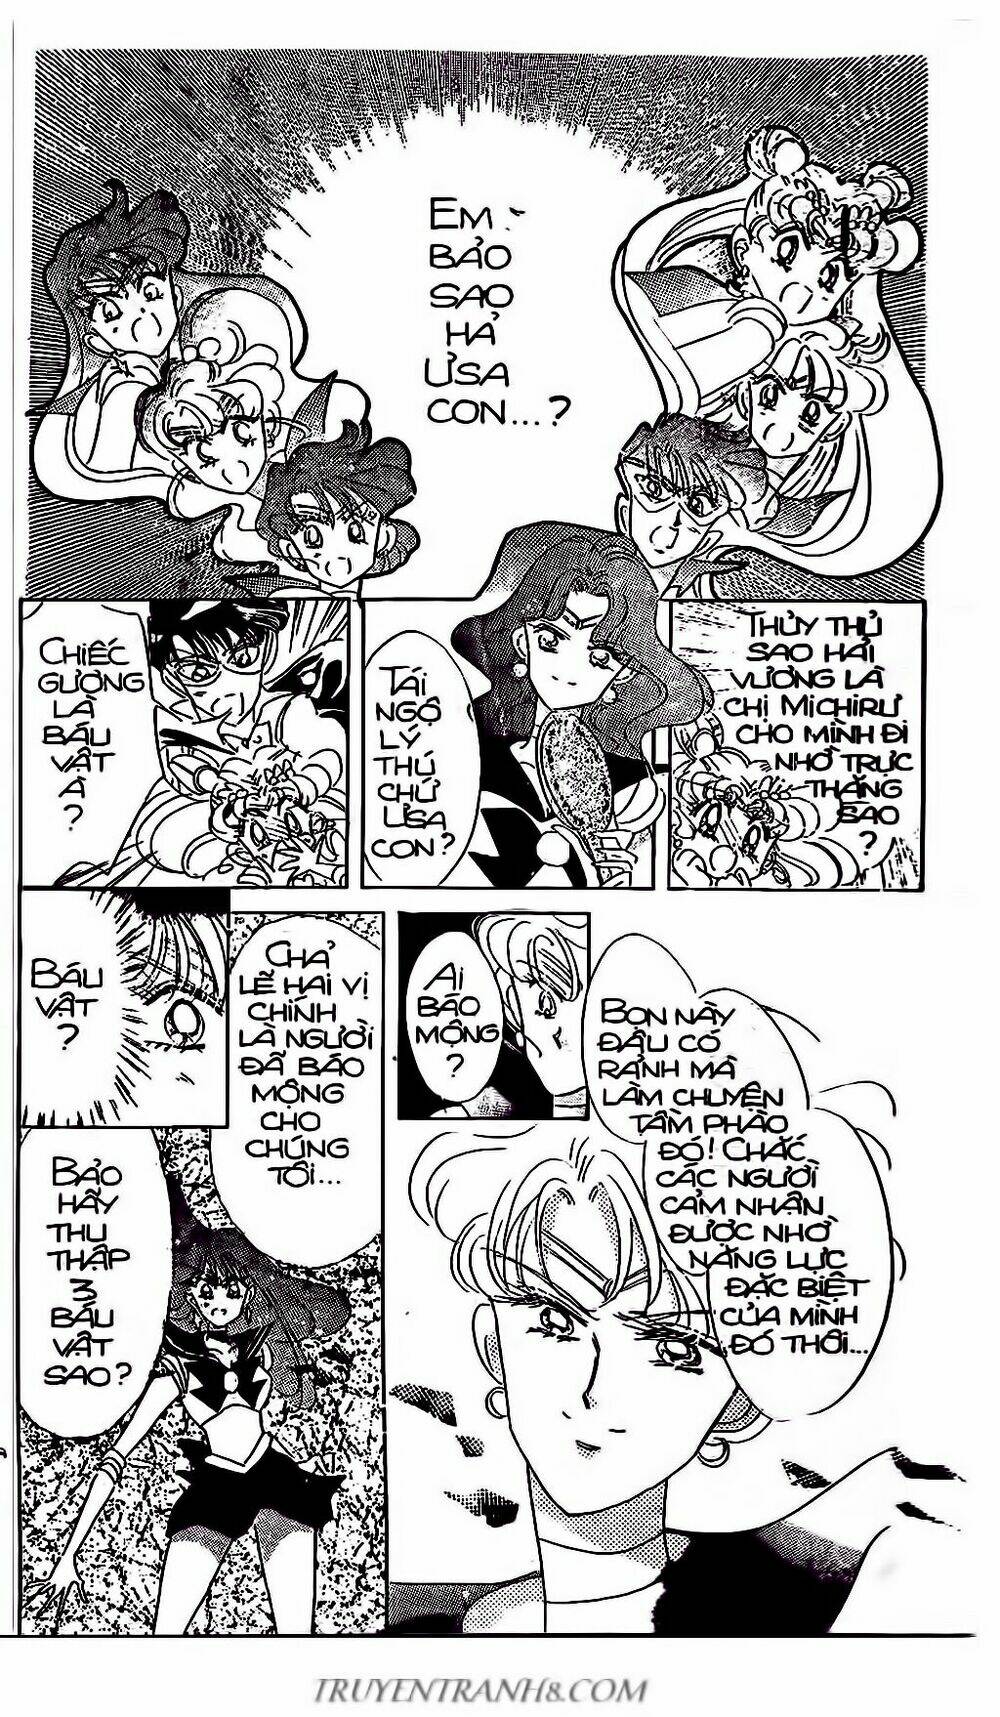 EM
BẢO
SAO
HẢ
ƯSA
CON...?
CHIẾC
GƯƠNG
LÀ
BÁU
VẬT
À
?
TÁI
NGỘ
LÝ
THÚ
CHỨ
ƯSA
CON?
THỦY THỦ
SAO HẢI
VƯƠNG LÀ
CHỊ MICHIRƯ
CHO MÌNH ĐI
NHỜ TRỰC
THĂNG
SAO
?
BÁU
VẬT
?
CHẢ
LẼ HAI VỊ
CHÍNH
LÀ NGƯỜI
ĐÃ BÁO
MỘNG
CHO
CHÚNG
TÔI...
AI
BÁO
MỘNG
?
BỌN NÀY
ĐÂU CÓ
RẢNH MÀ
LÀM CHUYỆN
TẦM PHÀO
ĐÓ! CHẮC
CÁC NGƯỜI
CẢM NHẬN
ĐƯỢC NHỜ
NĂNG LỰC
ĐẶC BIỆT
CỦA MÌNH
ĐÓ THÔI...
BẢO
HÃY
THU
THẬP
3
BÁU
VẬT
SAO?
TRUYENTRANH8.COM